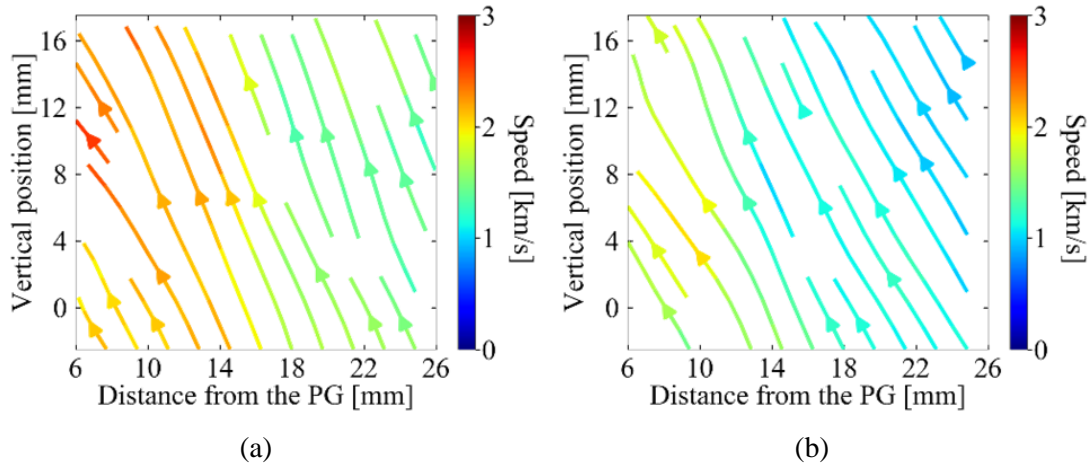 16
12
8
4
0
Vertical position [mm]
6 10 14 18 22 26
Distance from the PG [mm]
3
2
1
0
Speed [km/s]
(a)
16
12
8
4
0
Vertical position [mm]
6 10 14 18 22 26
Distance from the PG [mm]
3
2
1
0
Speed [km/s]
(b)